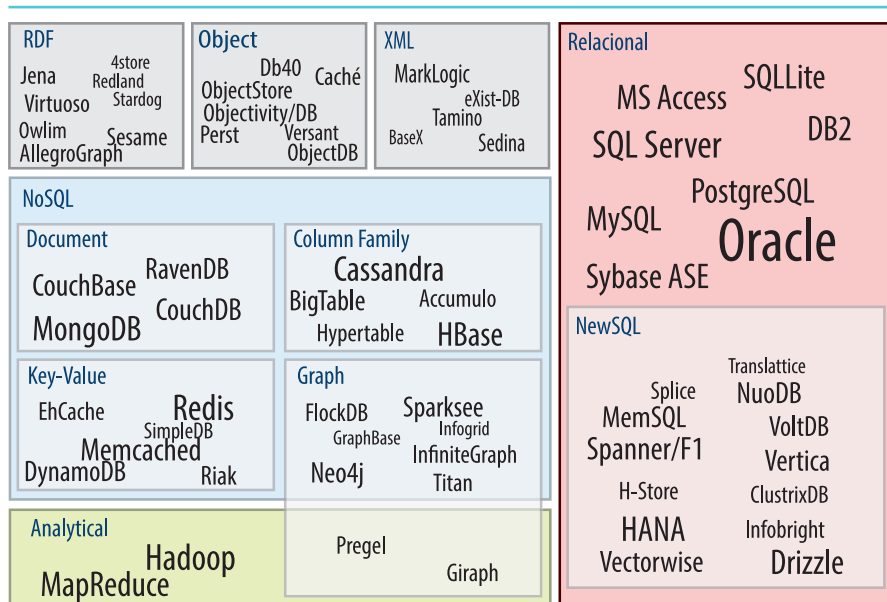 RDF
4store
Jena
Redland
Virtuoso
Stardog
Owlim
Sesame
AllegroGraph
Object
Db40
Caché
ObjectStore
Objectivity/DB
Perst
Versant
ObjectDB
XML
MarkLogic
eXist-DB
Tamino
BaseX
Sedina
Relacional
SQLLite
MS Access
DB2
SQL Server
PostgreSQL
MySQL
Oracle
Sybase ASE
NoSQL
Document
RavenDB
CouchBase
CouchDB
MongoDB
Column Family
Cassandra
BigTable
Accumulo
Hypertable
HBase
Key-Value
EhCache
Redis
SimpleDB
Memcached
DynamoDB
Riak
Graph
FlockDB
Sparksee
Infogrid
GraphBase
InfiniteGraph
Neo4j
Titan
NewSQL
Translattice
Splice
NuoDB
MemSQL
VoltDB
Spanner/F1
Vertica
H-Store
ClustrixDB
HANA
Infobright
Vectorwise
Drizzle
Analytical
Hadoop
MapReduce
Pregel
Giraph